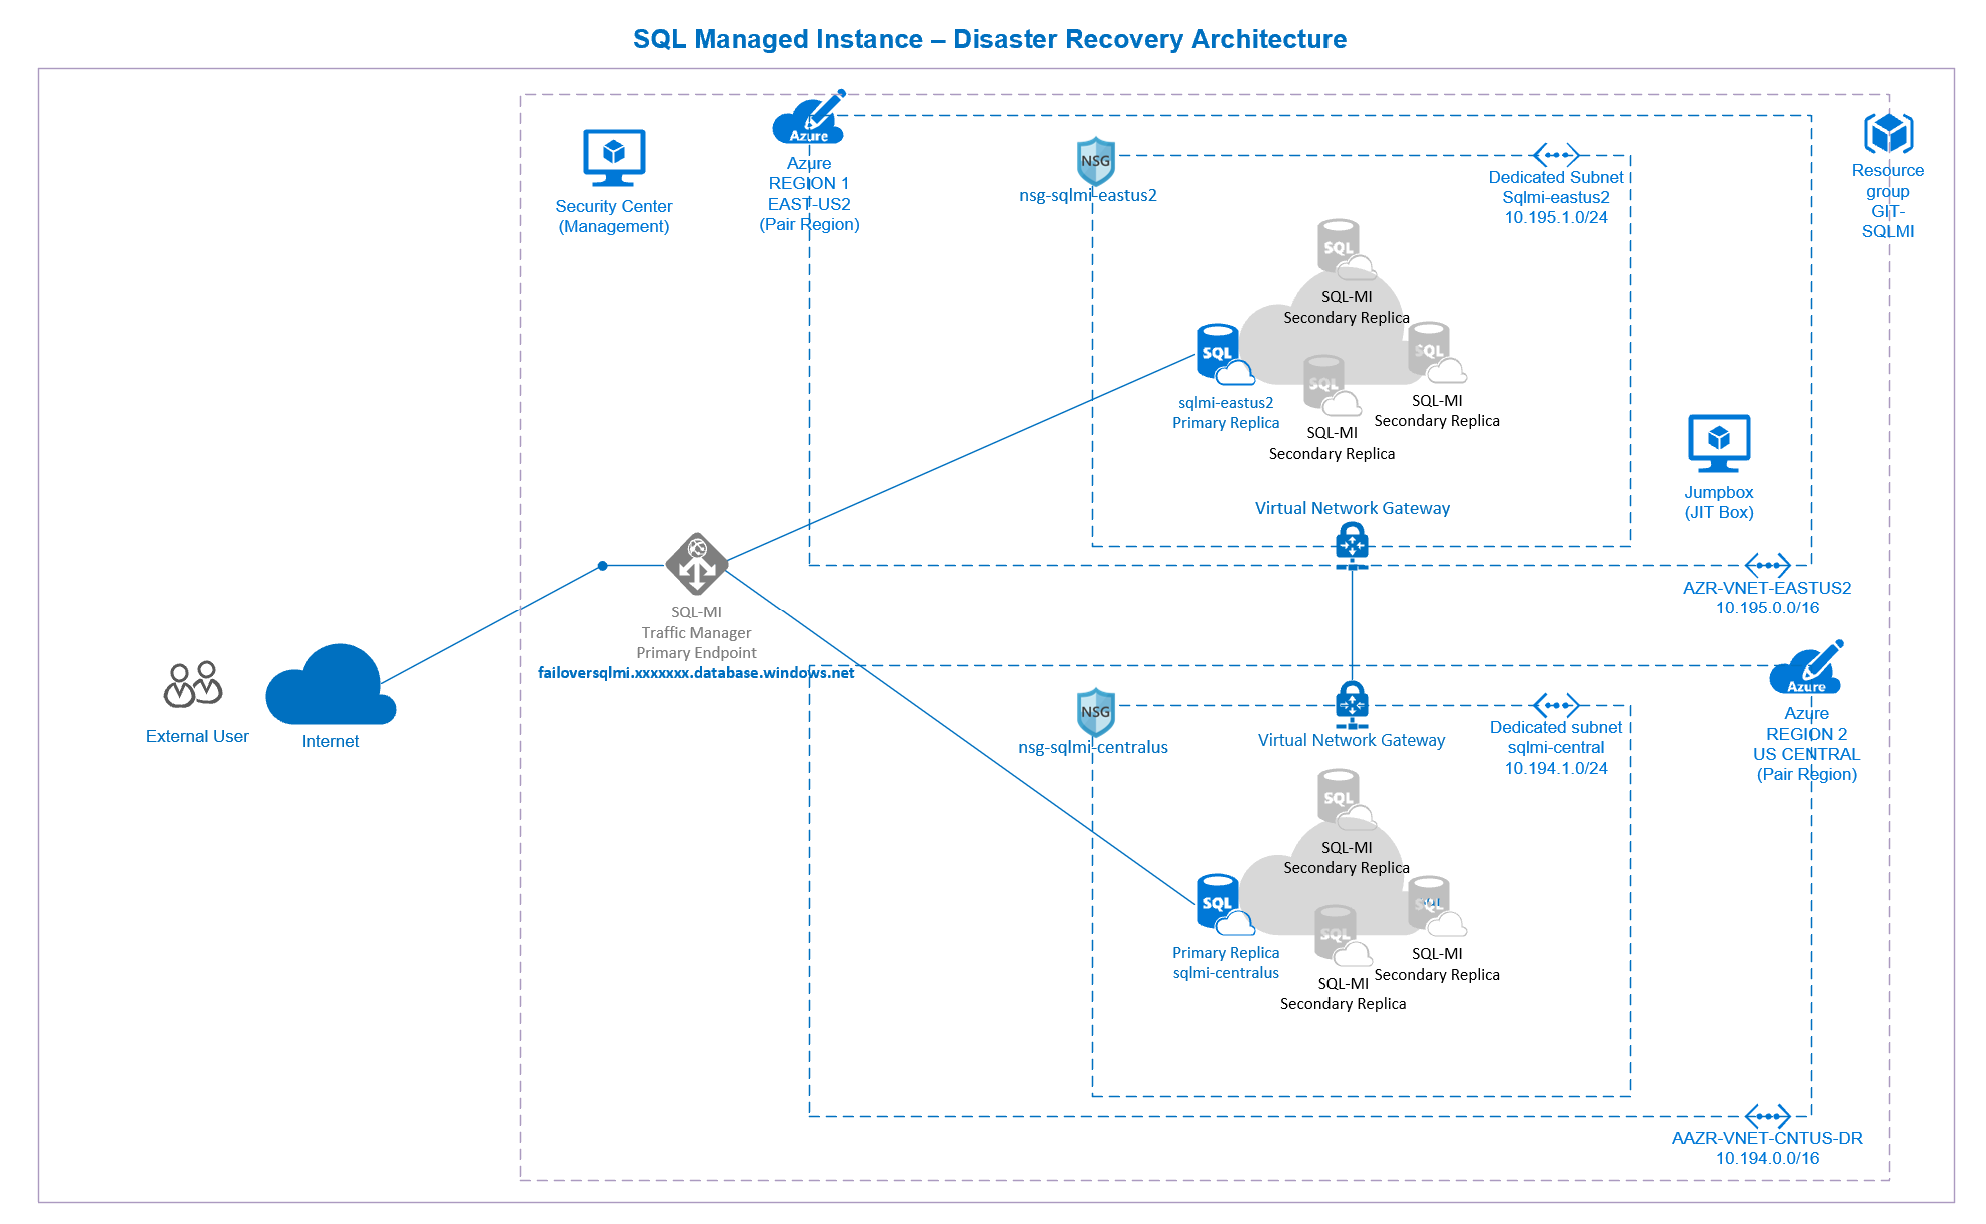 SQL Managed Instance – Disaster Recovery Architecture
Azure
Azure
REGION 1
EAST-US2
(Pair Region)
Security Center
(Management)
NSG
nsg-sqlmi-eastus2
Dedicated Subnet
Sqlmi-eastus2
10.195.1.0/24
Resource
group
GIT-
SQLMI
SQL
SQL-MI
Secondary Replica
SQL
sqlmi-eastus2
Primary Replica
SQL
SQL-MI
Secondary Replica
SQL
SQL-MI
Secondary Replica
Jumpbox
(JIT Box)
Virtual Network Gateway
AZR-VNET-EASTUS2
10.195.0.0/16
SQL-MI
Traffic Manager
Primary Endpoint
failoversqlmi.xxxxxxx.database.windows.net
External User
Internet
NSG
nsg-sqlmi-centralus
Virtual Network Gateway
Dedicated subnet
sqlmi-central
10.194.1.0/24
Azure
Azure
REGION 2
US CENTRAL
(Pair Region)
SQL
SQL-MI
Secondary Replica
SQL
Primary Replica
sqlmi-centralus
SQL
SQL-MI
Secondary Replica
SQL
SQL-MI
Secondary Replica
AAZR-VNET-CNTUS-DR
10.194.0.0/16